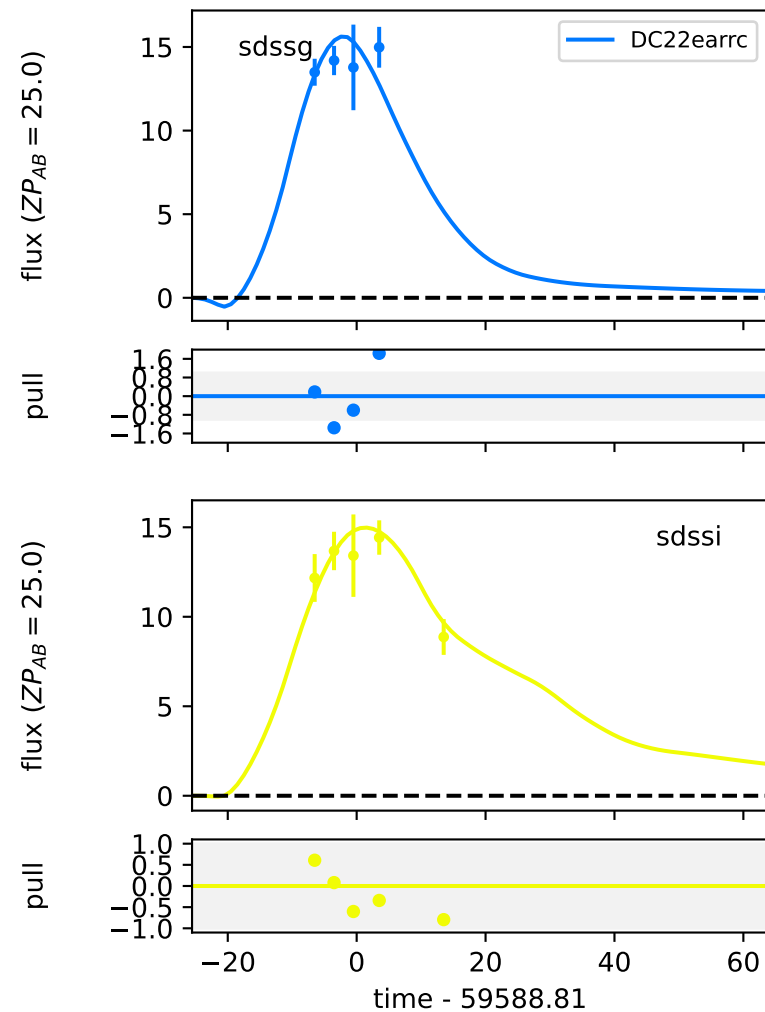 sdssg
DC22earrc
flux (ZP_AB = 25.0)
15
10
5
0
pull
1.6
0.8
0.0
−0.8
−1.6
sdssi
flux (ZP_AB = 25.0)
15
10
5
0
pull
1.0
0.5
0.0
−0.5
−1.0
−20 0 20 40 60
time - 59588.81